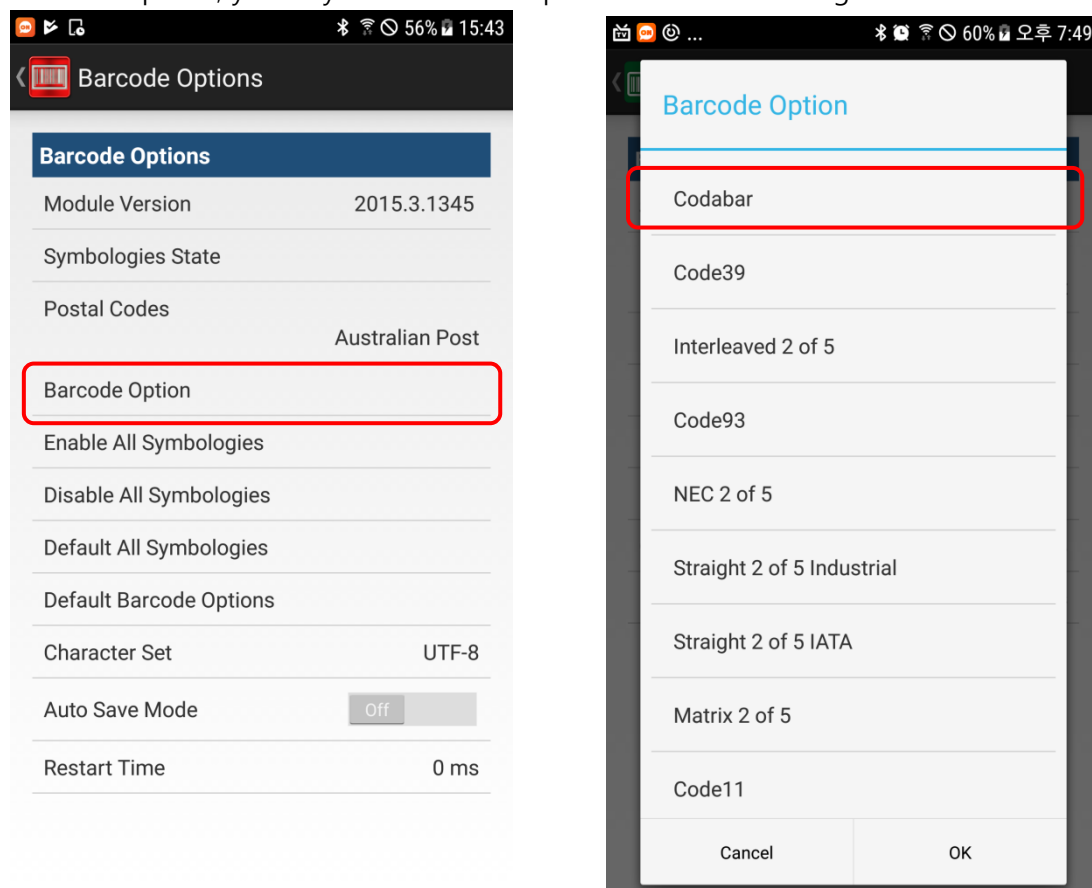 56% 15:43
Barcode Options
Barcode Options
Module Version 2015.3.1345
Symbologies State
Postal Codes
Australian Post
Barcode Option
Enable All Symbologies
Disable All Symbologies
Default All Symbologies
Default Barcode Options
Character Set UTF-8
Auto Save Mode Off
Restart Time 0 ms
... 60% 오후 7:49
Barcode Option
Codabar
Code39
Interleaved 2 of 5
Code93
NEC 2 of 5
Straight 2 of 5 Industrial
Straight 2 of 5 IATA
Matrix 2 of 5
Code11
Cancel OK